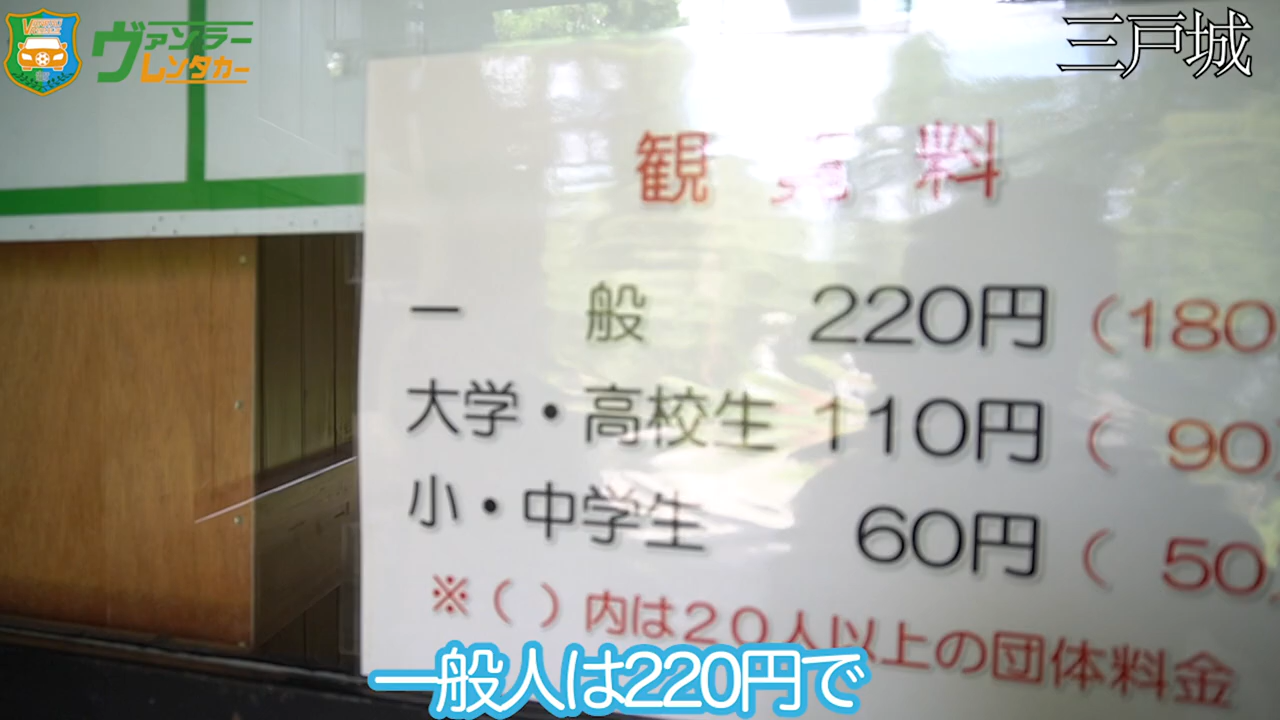 ヴァンラーレンタカー
三戸城
観覧料
一般 220円 (180
大学・高校生 110円 ( 90
小・中学生 60円 ( 50
※( )内は20人以上の団体料金
一般人は220円で